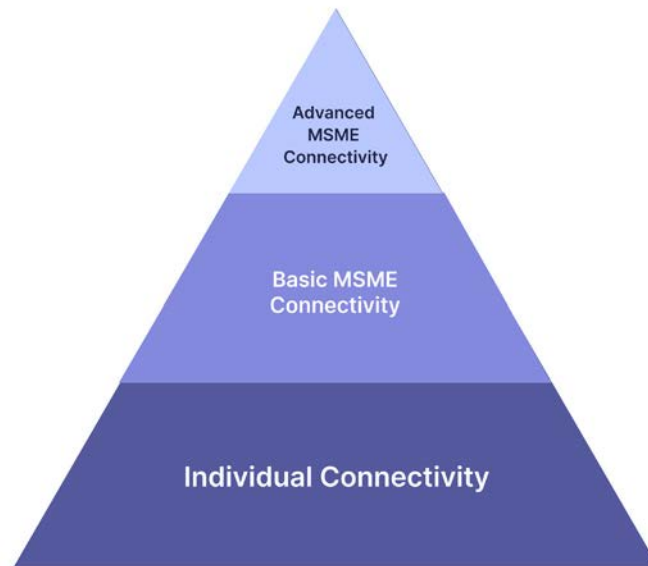 Advanced
MSME
Connectivity
Basic MSME
Connectivity
Individual Connectivity